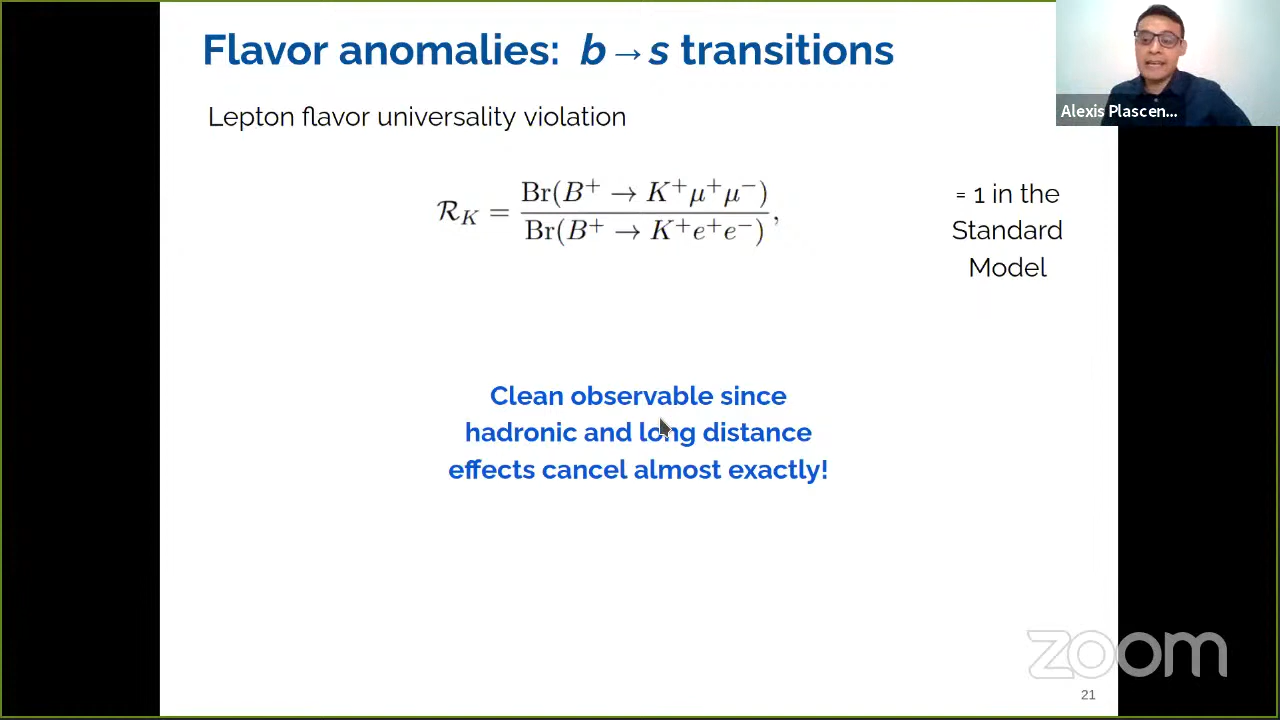 Flavor anomalies: b→s transitions
Alexis Plascen...
Lepton flavor universality violation
ℛ_K = Br(B⁺ → K⁺μ⁺μ⁻) / Br(B⁺ → K⁺e⁺e⁻),
= 1 in the
Standard
Model
Clean observable since
hadronic and long distance
effects cancel almost exactly!
zoom
21